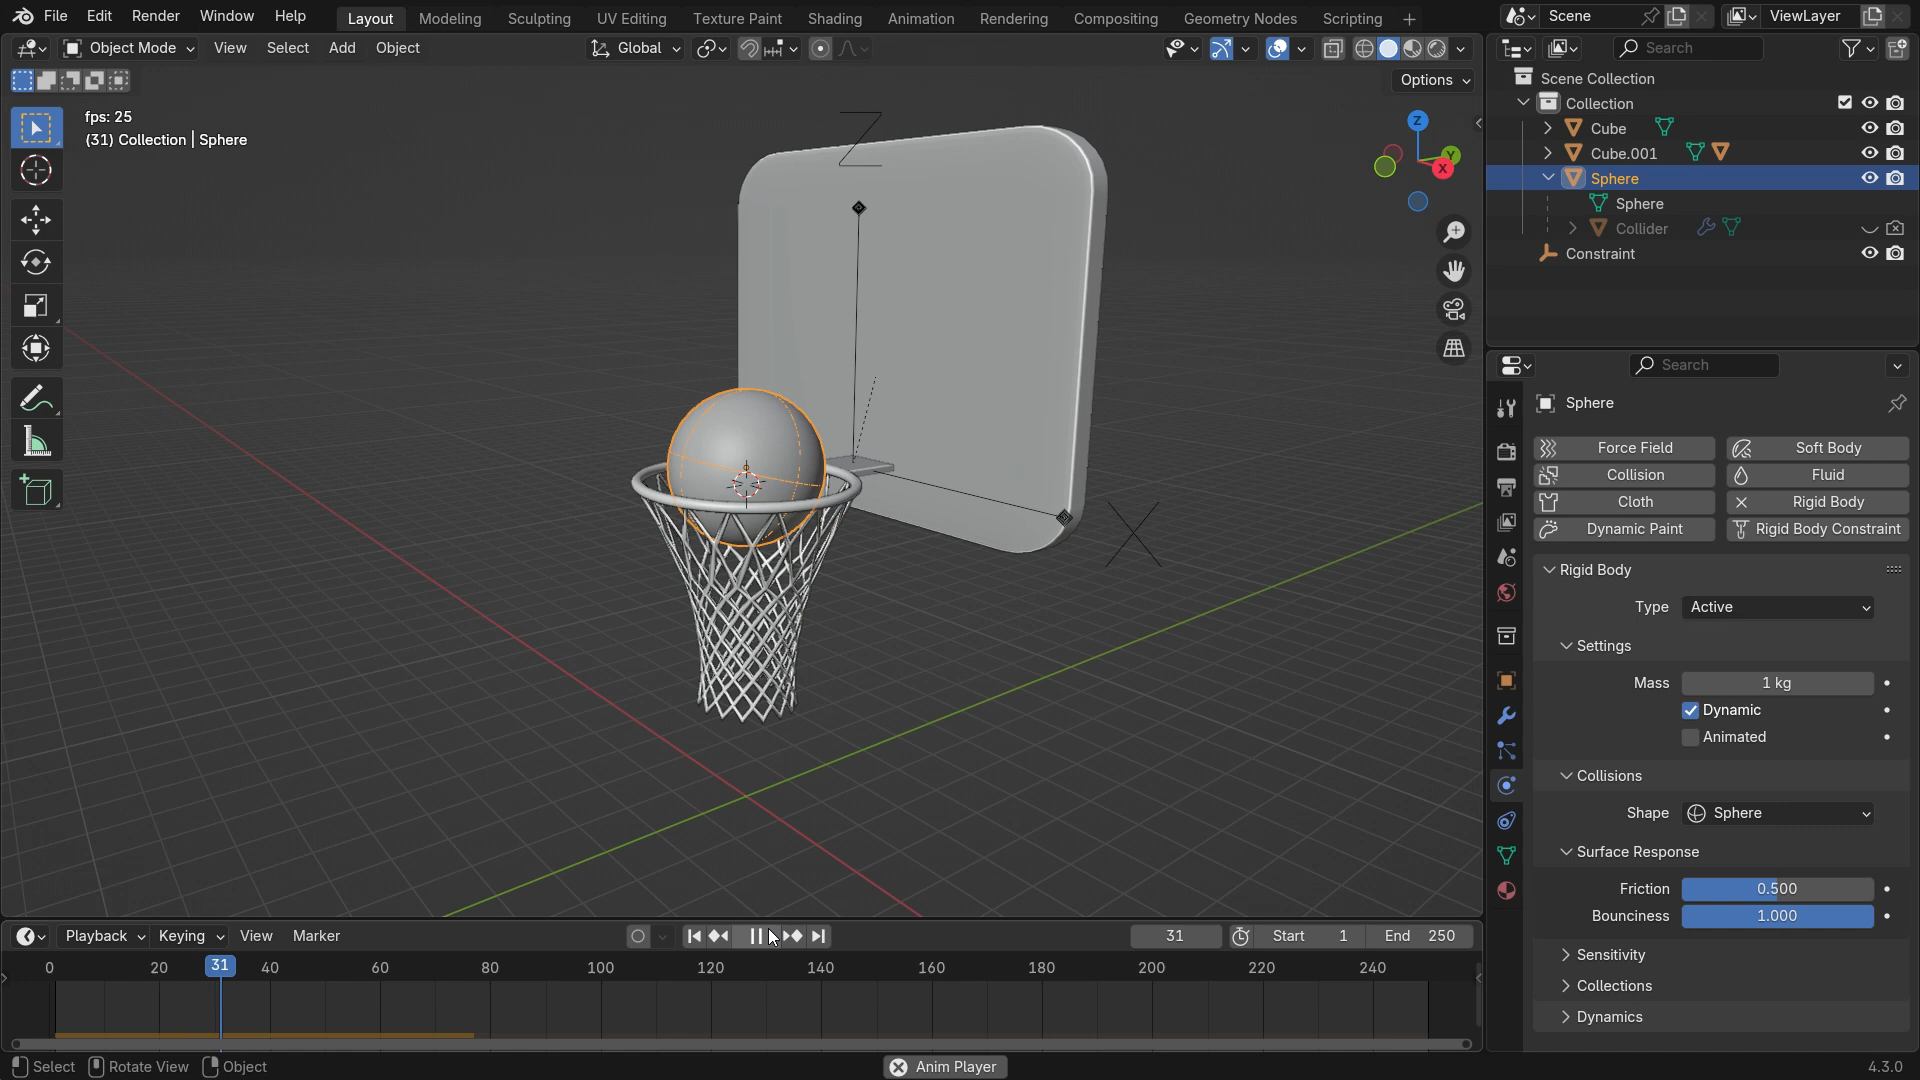 File Edit Render Window Help Layout Modeling Sculpting UV Editing Texture Paint Shading Animation Rendering Compositing Geometry Nodes Scripting + Scene ViewLayer
Object Mode View Select Add Object Global Search
Options
Scene Collection
Collection
Cube
Cube.001
Sphere
Sphere
Collider
Constraint
fps: 25
(31) Collection | Sphere
Z
Y
X
Z
X
Search
Sphere
Force Field Soft Body
Collision Fluid
Cloth Rigid Body
Dynamic Paint Rigid Body Constraint
Rigid Body
Type Active
Settings
Mass 1 kg
Dynamic
Animated
Collisions
Shape Sphere
Surface Response
Friction 0.500
Bounciness 1.000
Sensitivity
Collections
Dynamics
Playback Keying View Marker 31 Start 1 End 250
0 20 31 40 60 80 100 120 140 160 180 200 220 240
Select Rotate View Object Anim Player 4.3.0